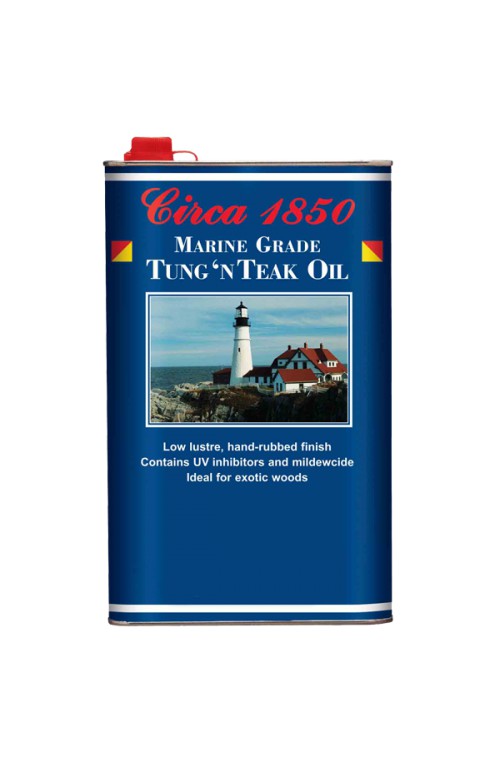 Circa 1850
MARINE GRADE
TUNG 'N TEAK OIL
Low lustre, hand-rubbed finish
Contains UV inhibitors and mildewcide
Ideal for exotic woods